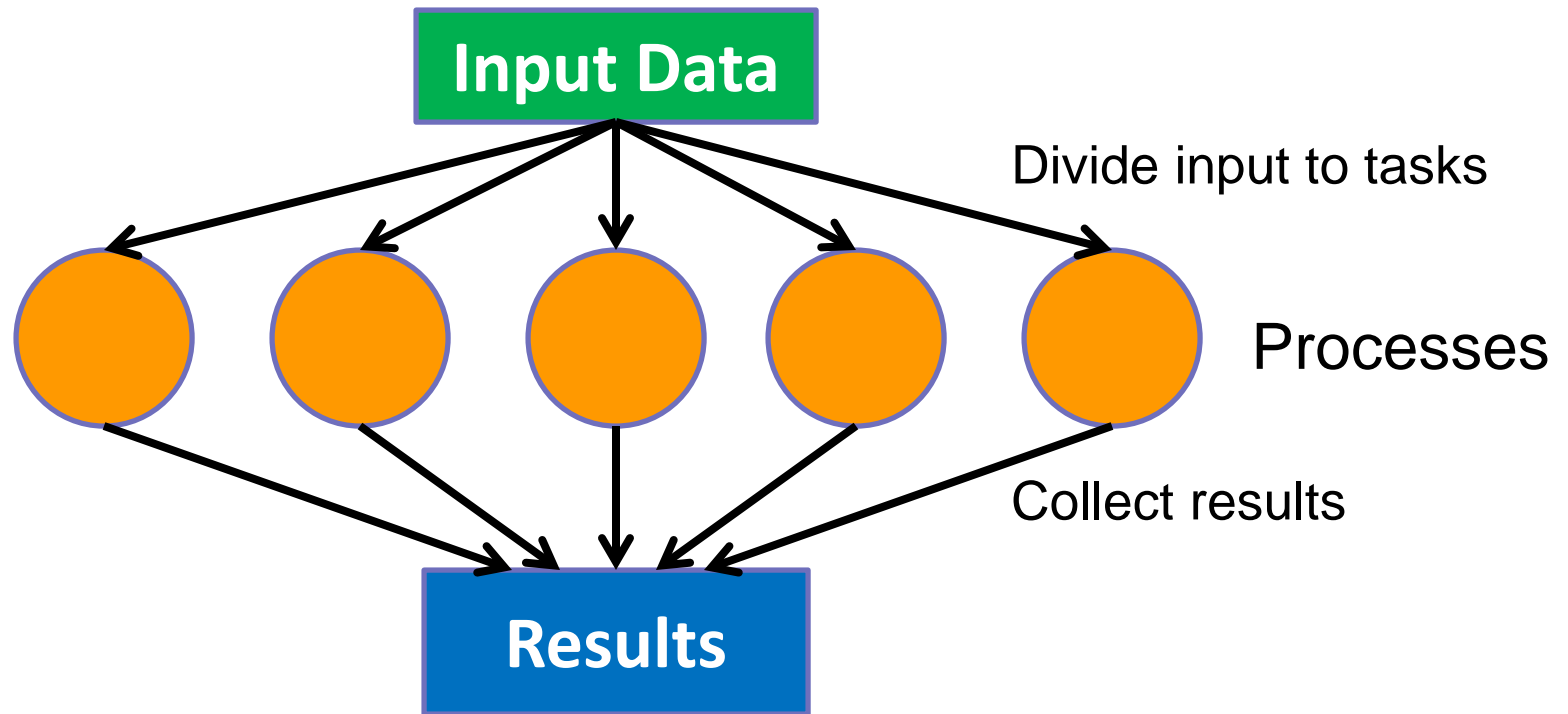 Input Data
Divide input to tasks
Processes
Collect results
Results